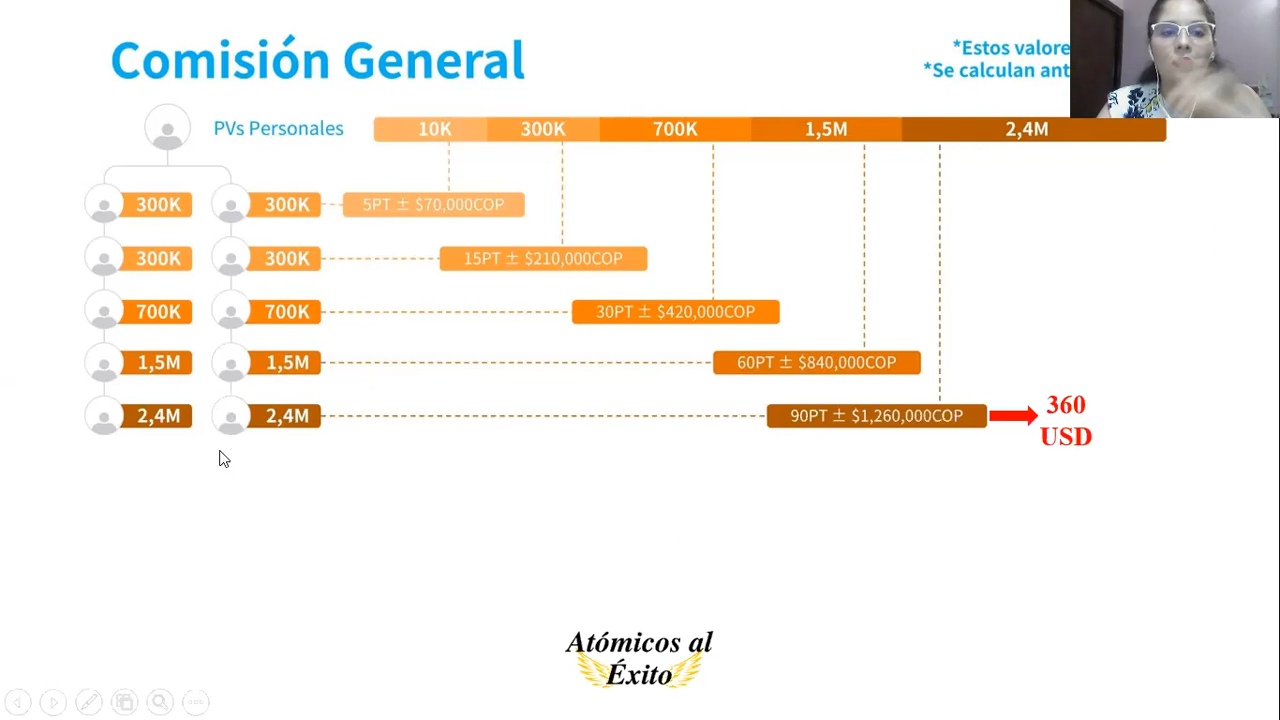 Comisión General
*Estos valore
*Se calculan ant
PVs Personales 10K 300K 700K 1,5M 2,4M
300K 300K 5PT ± $70,000COP
300K 300K 15PT ± $210,000COP
700K 700K 30PT ± $420,000COP
1,5M 1,5M 60PT ± $840,000COP
2,4M 2,4M 90PT ± $1,260,000COP
360
USD
Atómicos al
Éxito